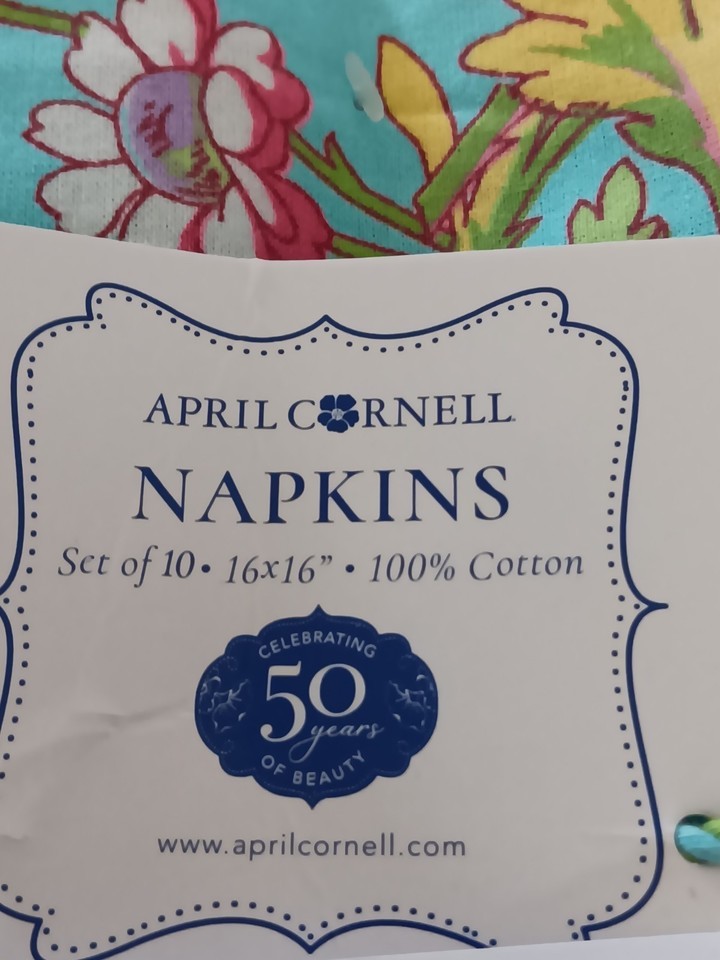 APRIL CORNELL
NAPKINS
Set of 10 • 16x16" • 100% Cotton
CELEBRATING
50
years
OF BEAUTY
www.aprilcornell.com